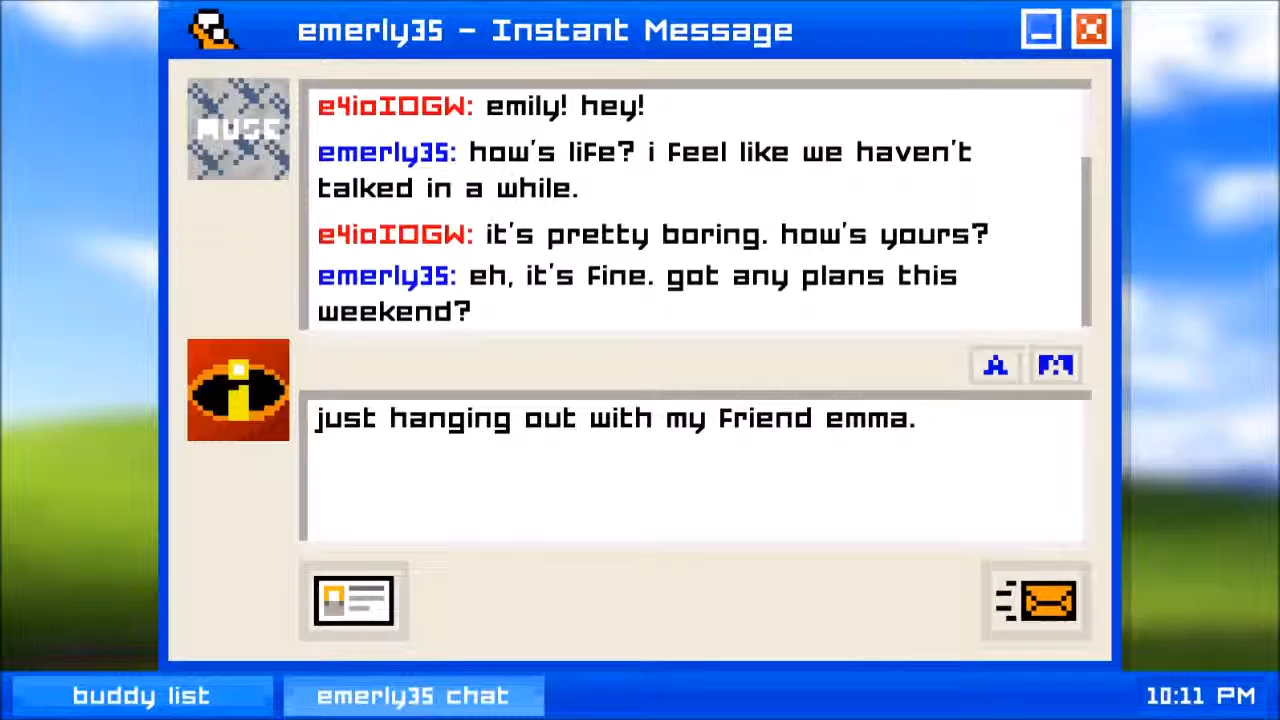 emerly35 - Instant Message
MUSE
e4ioIOGW: emily! hey!
emerly35: how's life? i feel like we haven't
talked in a while.
e4ioIOGW: it's pretty boring. how's yours?
emerly35: eh, it's fine. got any plans this
weekend?
A A
just hanging out with my friend emma.
buddy list
emerly35 chat
10:11 PM